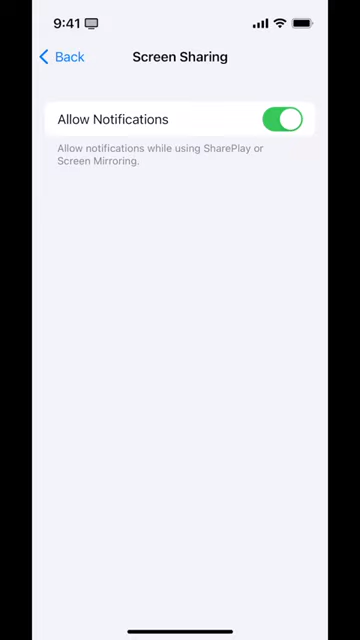 9:41
Back
Screen Sharing
Allow Notifications
Allow notifications while using SharePlay or
Screen Mirroring.